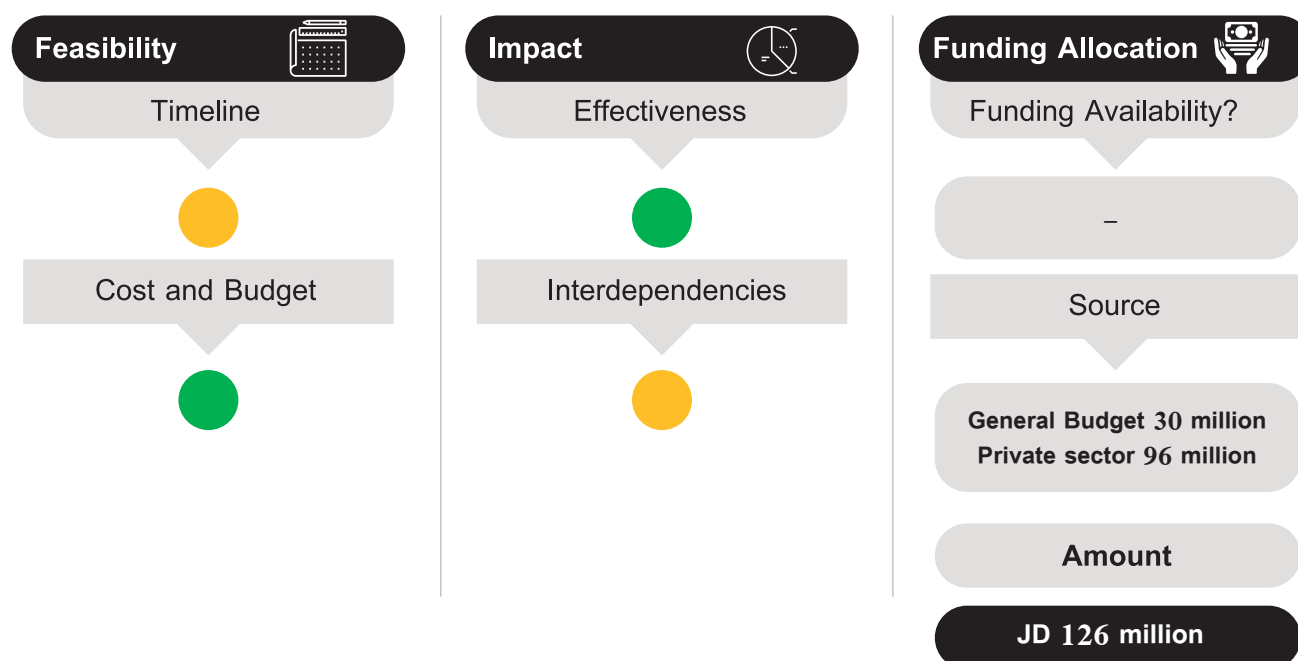 Feasibility
Timeline
Cost and Budget
Impact
Effectiveness
Interdependencies
Funding Allocation
Funding Availability?
–
Source
General Budget 30 million
Private sector 96 million
Amount
JD 126 million